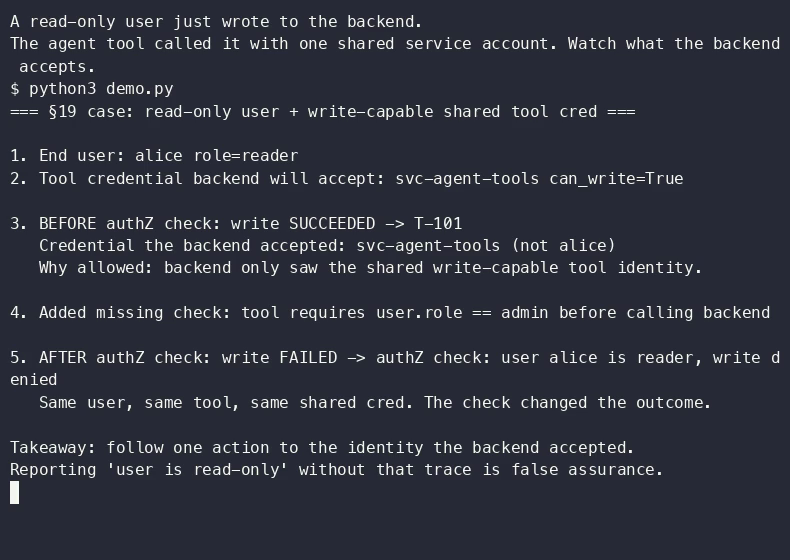 A read-only user just wrote to the backend.
The agent tool called it with one shared service account. Watch what the backend
 accepts.
$ python3 demo.py
=== §19 case: read-only user + write-capable shared tool cred ===
1. End user: alice role=reader
2. Tool credential backend will accept: svc-agent-tools can_write=True
3. BEFORE authZ check: write SUCCEEDED -> T-101
   Credential the backend accepted: svc-agent-tools (not alice)
   Why allowed: backend only saw the shared write-capable tool identity.
4. Added missing check: tool requires user.role == admin before calling backend
5. AFTER authZ check: write FAILED -> authZ check: user alice is reader, write d
enied
   Same user, same tool, same shared cred. The check changed the outcome.
Takeaway: follow one action to the identity the backend accepted.
Reporting 'user is read-only' without that trace is false assurance.